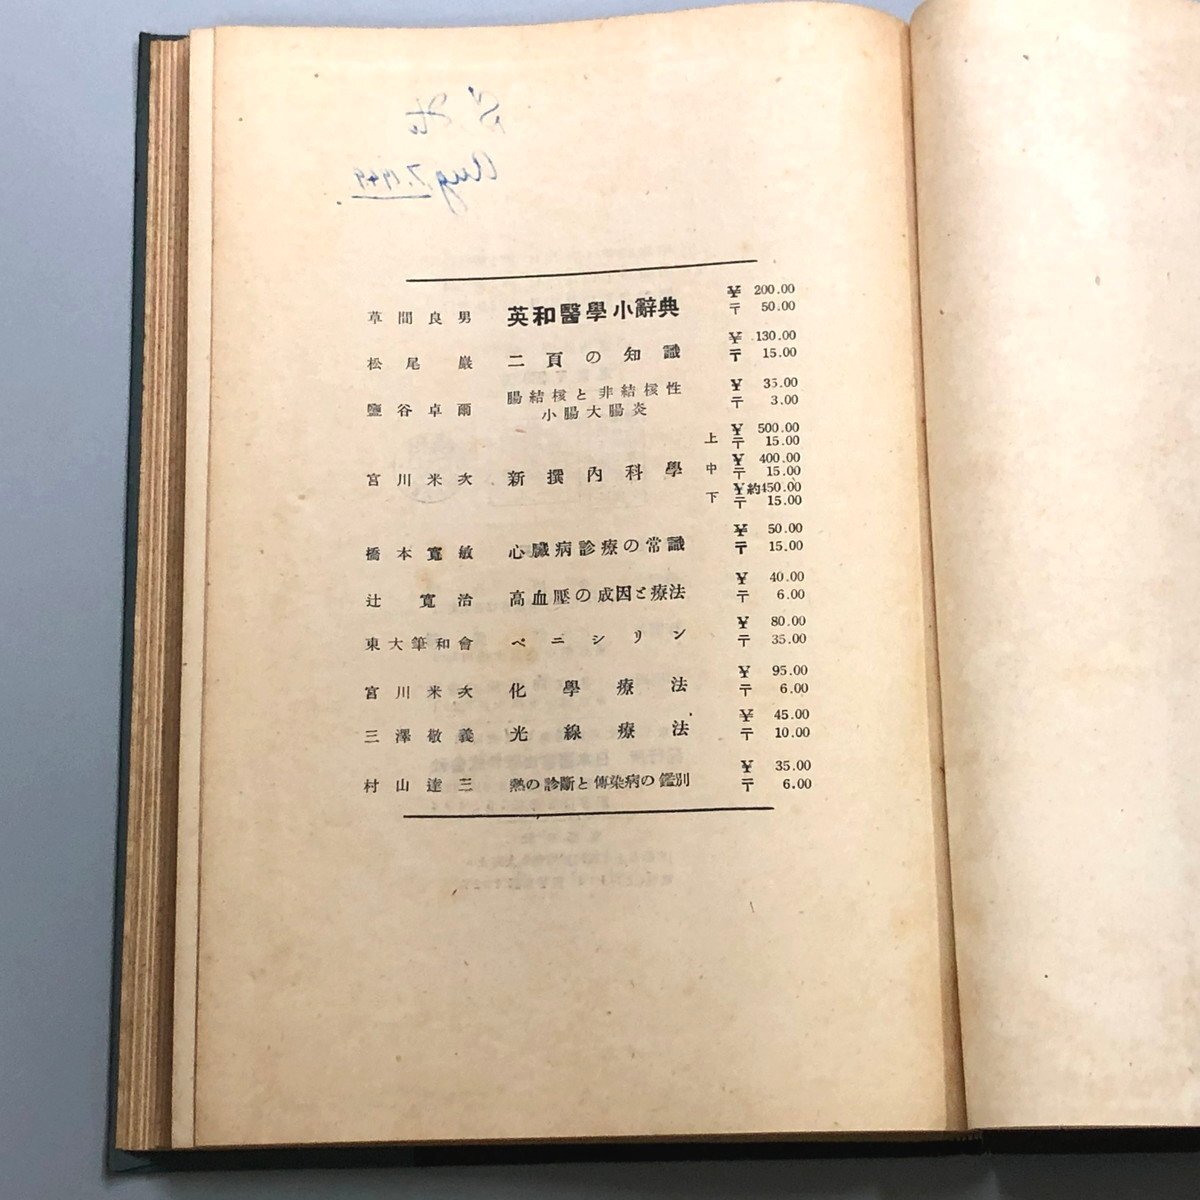 Aug 7. 1949.
草間良男 英和醫學小辭典 ¥ 200.00
〒 50.00
松尾巖 二頁の知識 ¥ 130.00
〒 15.00
鹽谷卓爾 腸結核と非結核性 ¥ 35.00
小腸大腸炎 〒 3.00
上 ¥ 500.00
〒 15.00
宮川米次 新撰內科學 中 ¥ 400.00
〒 15.00
下 ¥約450.00
〒 15.00
橋本寬敏 心臟病診療の常識 ¥ 50.00
〒 15.00
辻寬治 高血壓の成因と療法 ¥ 40.00
〒 6.00
東大筆和會 ペニシリン ¥ 80.00
〒 35.00
宮川米次 化學療法 ¥ 95.00
〒 6.00
三澤敬義 光線療法 ¥ 45.00
〒 10.00
村山達三 熱の診斷と傳染病の鑑別 ¥ 35.00
〒 6.00